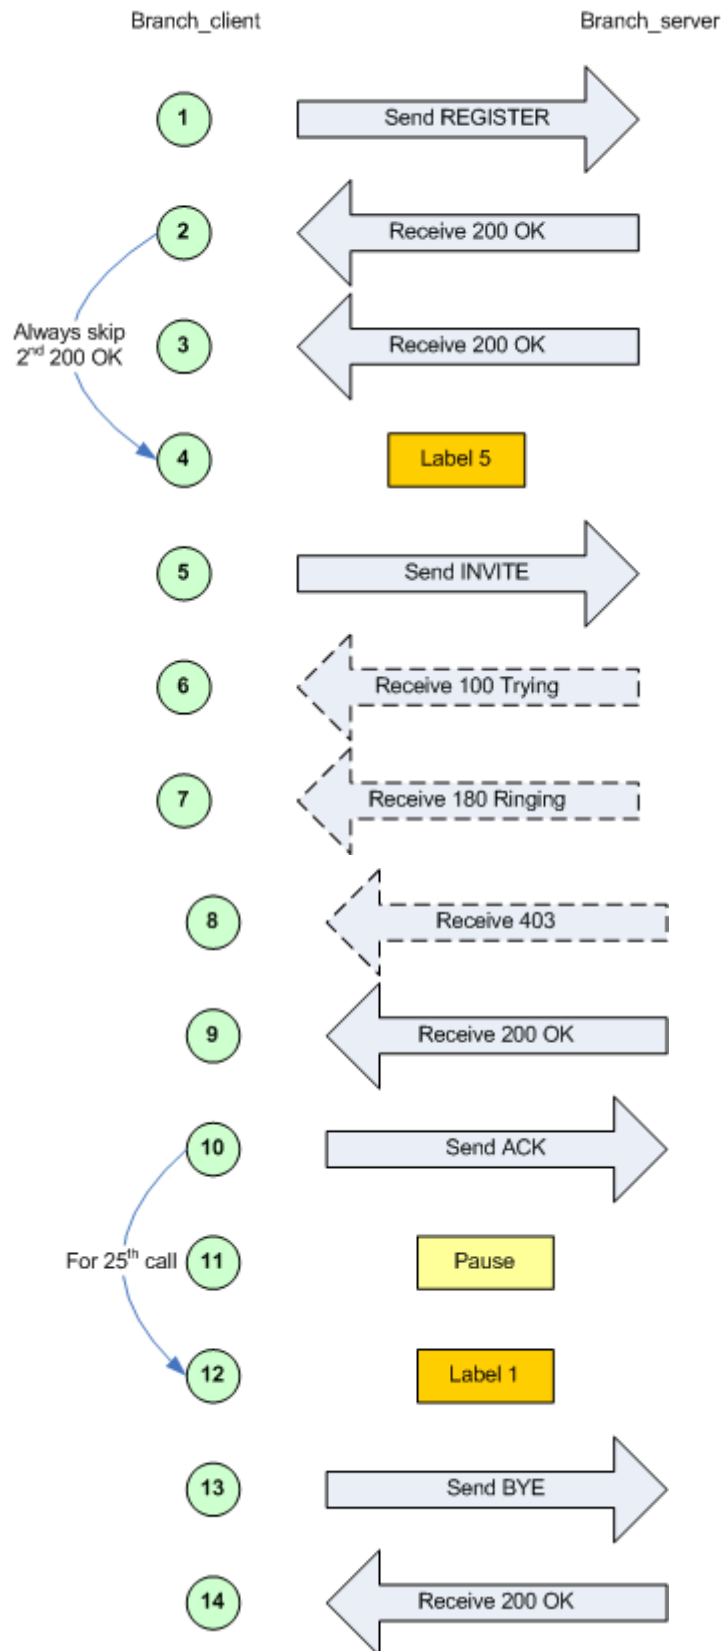 Branch_client Branch_server
1 Send REGISTER
2 Receive 200 OK
Always skip
2nd 200 OK
3 Receive 200 OK
4 Label 5
5 Send INVITE
6 Receive 100 Trying
7 Receive 180 Ringing
8 Receive 403
9 Receive 200 OK
10 Send ACK
For 25th call
11 Pause
12 Label 1
13 Send BYE
14 Receive 200 OK